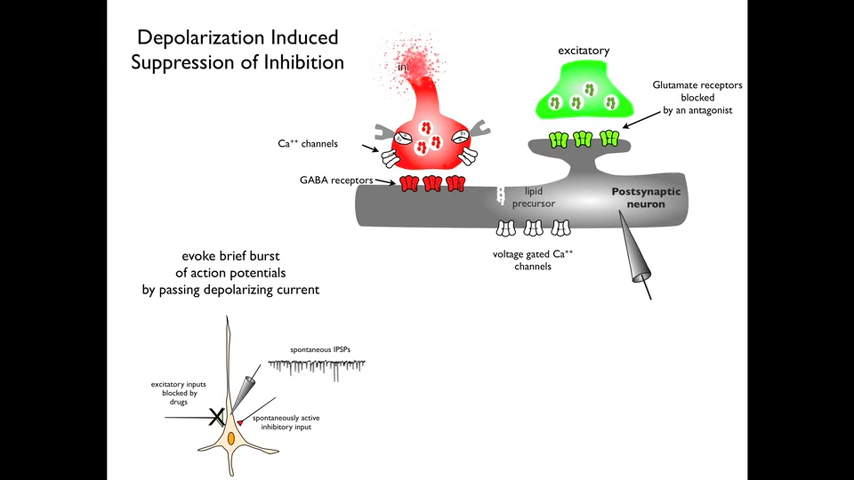 Depolarization Induced
Suppression of Inhibition
excitatory
Glutamate receptors
blocked
by an antagonist
Ca++ channels
GABA receptors
lipid
precursor
Postsynaptic
neuron
voltage gated Ca++
channels
evoke brief burst
of action potentials
by passing depolarizing current
spontaneous IPSPs
excitatory inputs
blocked by
drugs
spontaneously active
inhibitory input